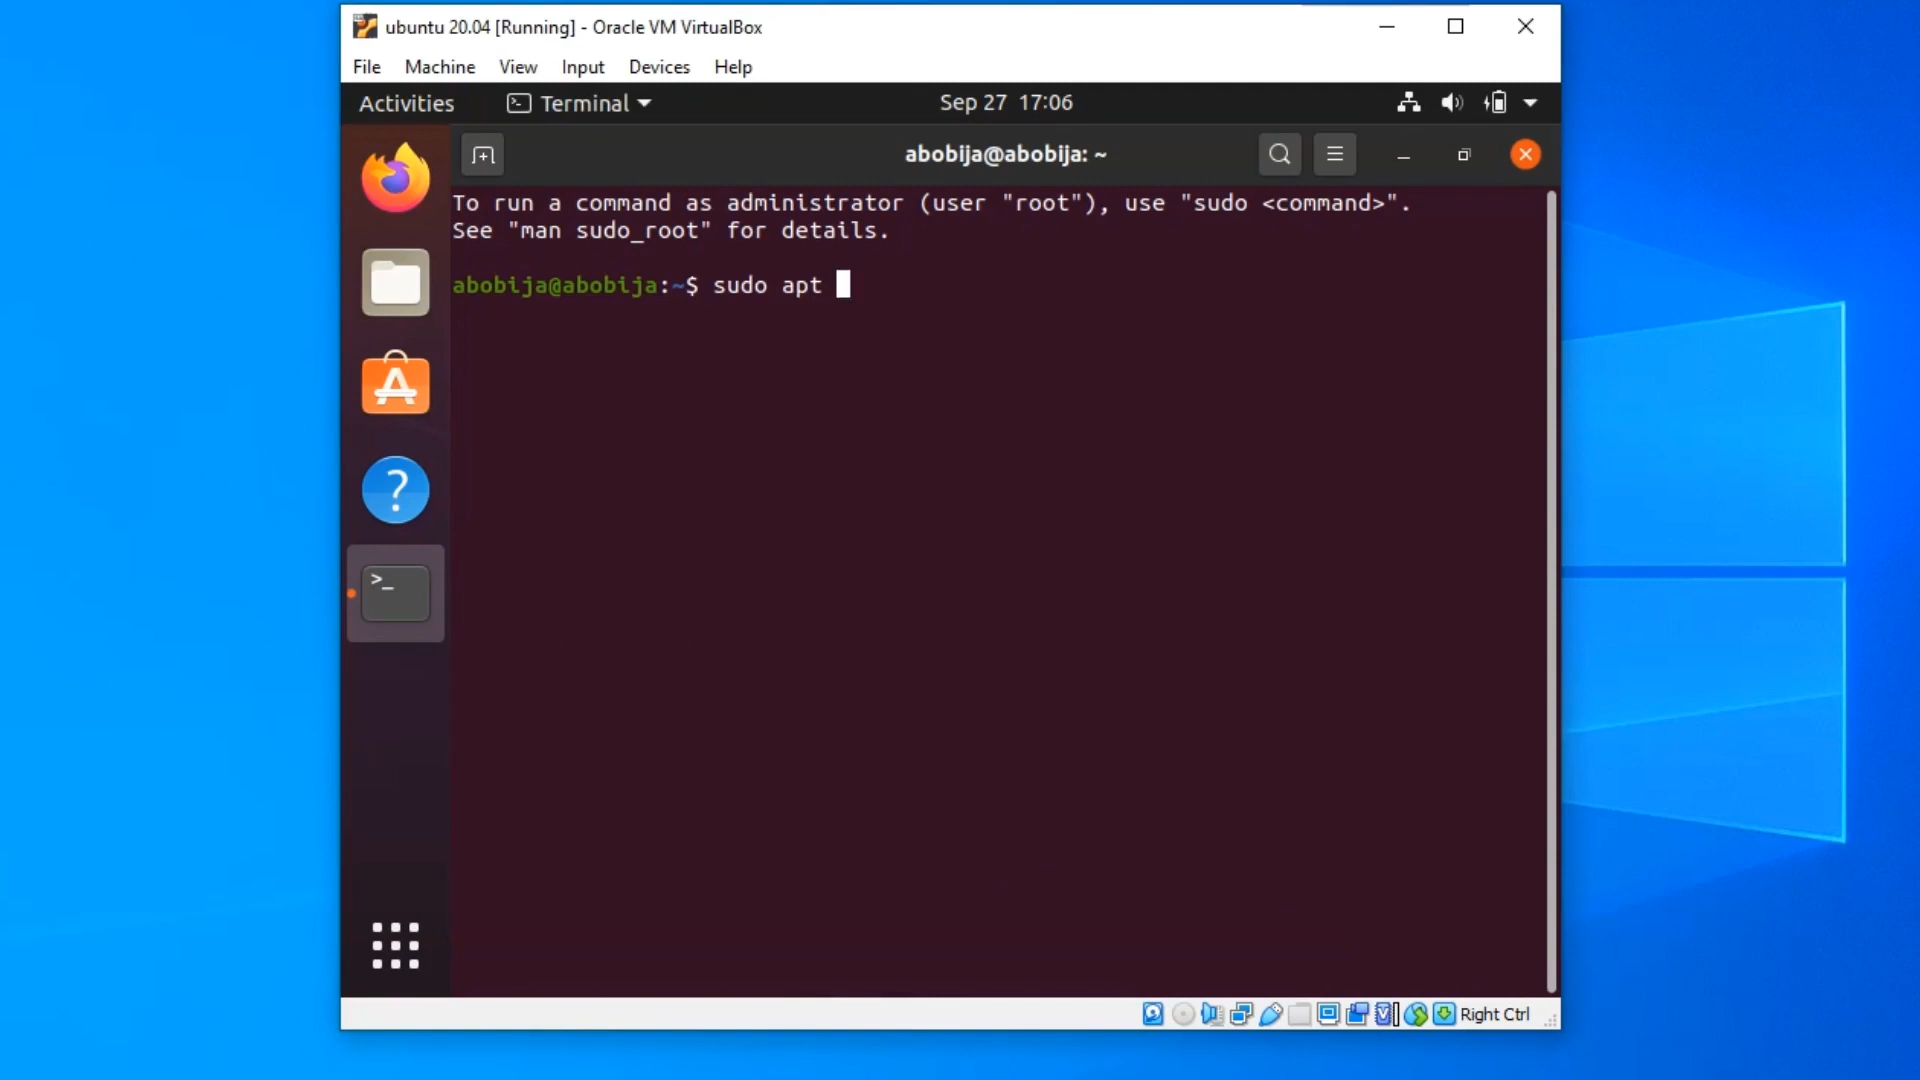 ubuntu 20.04 [Running] - Oracle VM VirtualBox
File Machine View Input Devices Help
Activities Terminal Sep 27 17:06
abobija@abobija: ~
To run a command as administrator (user "root"), use "sudo <command>".
See "man sudo_root" for details.
abobija@abobija:~$ sudo apt
Right Ctrl